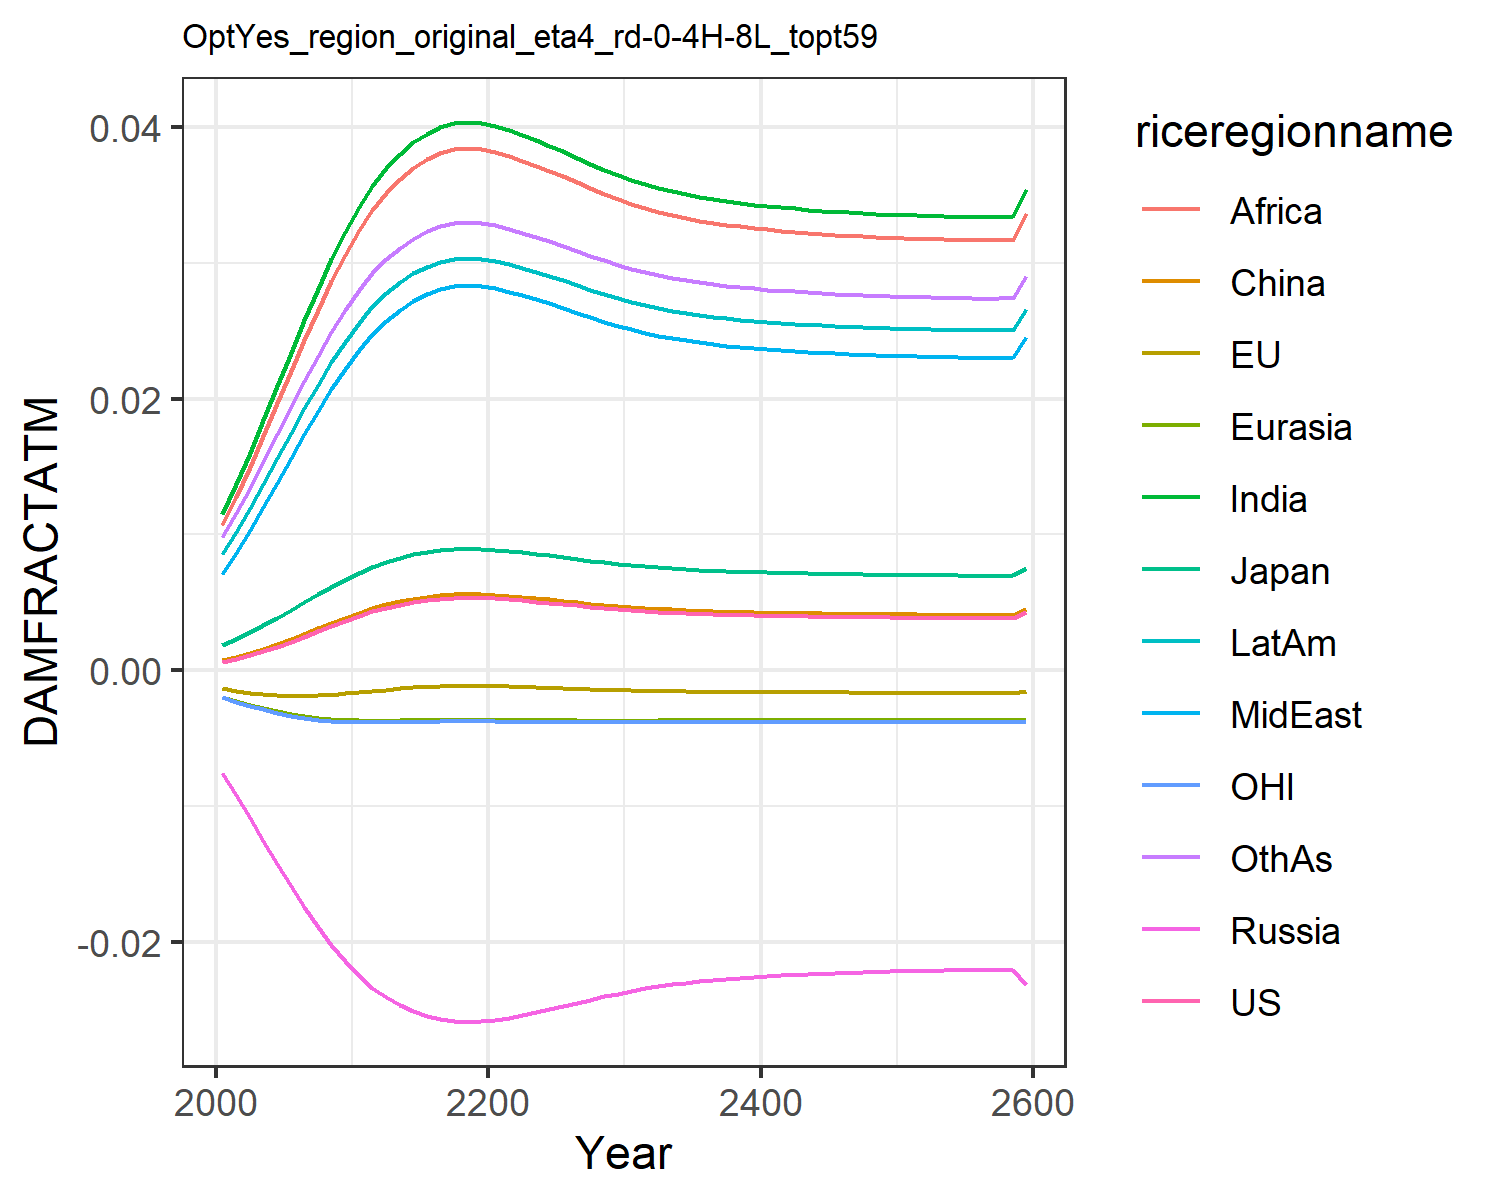 OptYes_region_original_eta4_rd-0-4H-8L_topt59
0.04
0.02
0.00
-0.02
DAMFRACTATM
2000
2200
2400
2600
Year
riceregionname
Africa
China
EU
Eurasia
India
Japan
LatAm
MidEast
OHI
OthAs
Russia
US